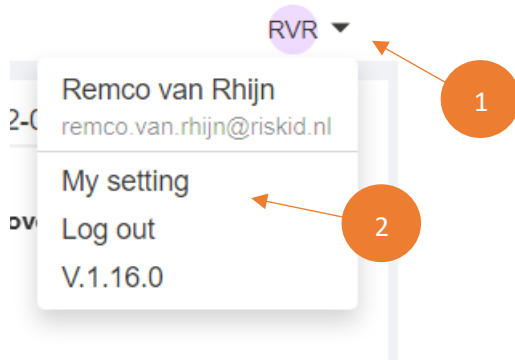 RVR
1
Remco van Rhijn
remco.van.rhijn@riskid.nl
My setting
2
Log out
V.1.16.0